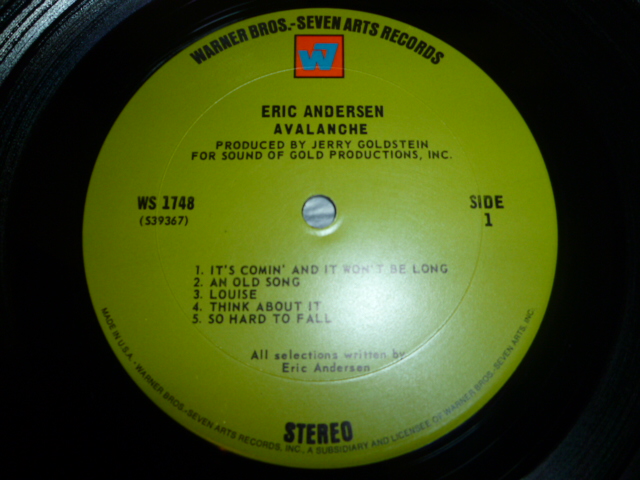 WARNER BROS.-SEVEN ARTS RECORDS
W7
ERIC ANDERSEN
AVALANCHE
PRODUCED BY JERRY GOLDSTEIN
FOR SOUND OF GOLD PRODUCTIONS, INC.
WS 1748
(S39367)
SIDE
1
1. IT'S COMIN' AND IT WON'T BE LONG
2. AN OLD SONG
3. LOUISE
4. THINK ABOUT IT
5. SO HARD TO FALL
All selections written by
Eric Andersen
STEREO
MADE IN U.S.A. • WARNER BROS.-SEVEN ARTS RECORDS, INC., A SUBSIDIARY AND LICENSEE OF WARNER BROS.-SEVEN ARTS, INC.